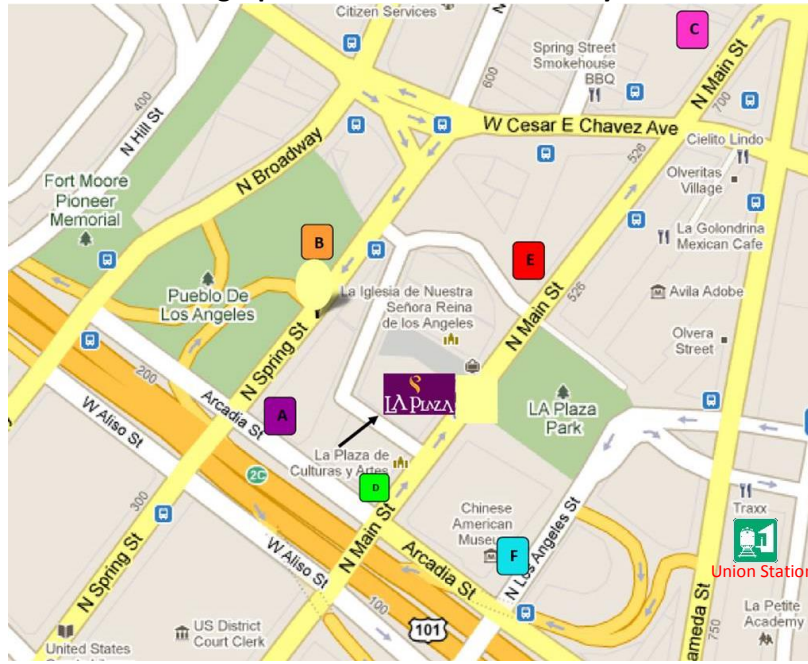 Citizen Services
N
C
N Main St
700
Spring Street
Smokehouse
BBQ
600
400
N Hill St
W Cesar E Chavez Ave
526
Cielito Lindo
N Broadway
Olveritas
Village
Fort Moore
Pioneer
Memorial
B
La Golondrina
Mexican Cafe
E
Pueblo De
Los Angeles
La Iglesia de Nuestra
Señora Reina
de los Angeles
526
Avila Adobe
N Main St
Olvera
Street
N Spring St
200
LA PLAZA
LA Plaza
Park
Arcadia St
A
W Aliso St
La Plaza de
Culturas y Artes
2C
D
300
Chinese
American
Museum
Traxx
N Main St
Arcadia St
F
N Los Angeles St
Union Station
N Spring St
W Aliso St
100
101
ameda St
750
La Petite
Academy
US District
Court Clerk
United States